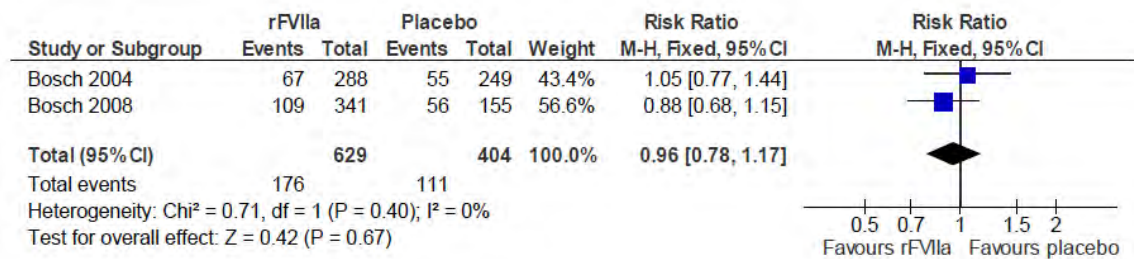 rFVIIa Placebo Risk Ratio Risk Ratio
Study or Subgroup Events Total Events Total Weight M-H, Fixed, 95% CI M-H, Fixed, 95% CI
Bosch 2004 67 288 55 249 43.4% 1.05 [0.77, 1.44]
Bosch 2008 109 341 56 155 56.6% 0.88 [0.68, 1.15]
Total (95% CI) 629 404 100.0% 0.96 [0.78, 1.17]
Total events 176 111
Heterogeneity: Chi² = 0.71, df = 1 (P = 0.40); I² = 0%
Test for overall effect: Z = 0.42 (P = 0.67)
0.5 0.7 1 1.5 2
Favours rFVIIa Favours placebo